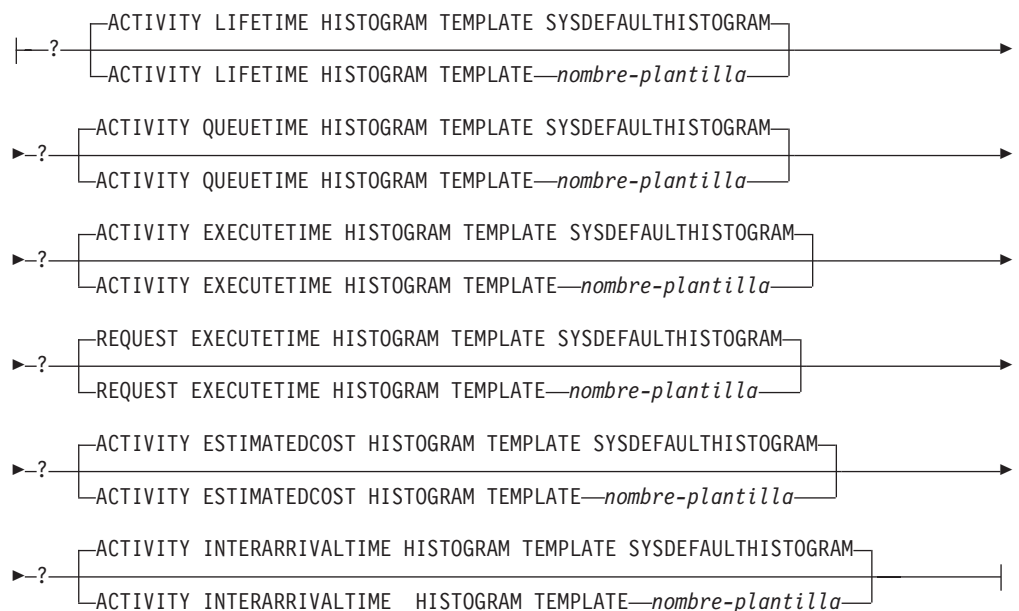 ACTIVITY LIFETIME HISTOGRAM TEMPLATE SYSDEFAULTHISTOGRAM
?
ACTIVITY LIFETIME HISTOGRAM TEMPLATE nombre-plantilla
ACTIVITY QUEUETIME HISTOGRAM TEMPLATE SYSDEFAULTHISTOGRAM
?
ACTIVITY QUEUETIME HISTOGRAM TEMPLATE nombre-plantilla
ACTIVITY EXECUTETIME HISTOGRAM TEMPLATE SYSDEFAULTHISTOGRAM
?
ACTIVITY EXECUTETIME HISTOGRAM TEMPLATE nombre-plantilla
REQUEST EXECUTETIME HISTOGRAM TEMPLATE SYSDEFAULTHISTOGRAM
?
REQUEST EXECUTETIME HISTOGRAM TEMPLATE nombre-plantilla
ACTIVITY ESTIMATEDCOST HISTOGRAM TEMPLATE SYSDEFAULTHISTOGRAM
?
ACTIVITY ESTIMATEDCOST HISTOGRAM TEMPLATE nombre-plantilla
ACTIVITY INTERARRIVALTIME HISTOGRAM TEMPLATE SYSDEFAULTHISTOGRAM
?
ACTIVITY INTERARRIVALTIME HISTOGRAM TEMPLATE nombre-plantilla